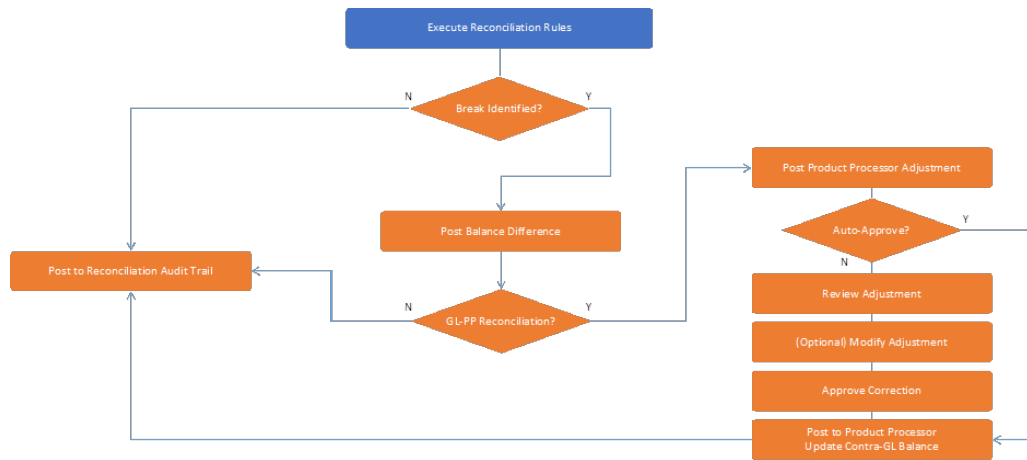 Execute Reconciliation Rules
N
Break Identified?
Y
Post Product Processor Adjustment
Post Balance Difference
Auto-Approve?
Y
N
Post to Reconciliation Audit Trail
Review Adjustment
N
GL-PP Reconciliation?
Y
(Optional) Modify Adjustment
Approve Correction
Post to Product Processor
Update Contra-GL Balance